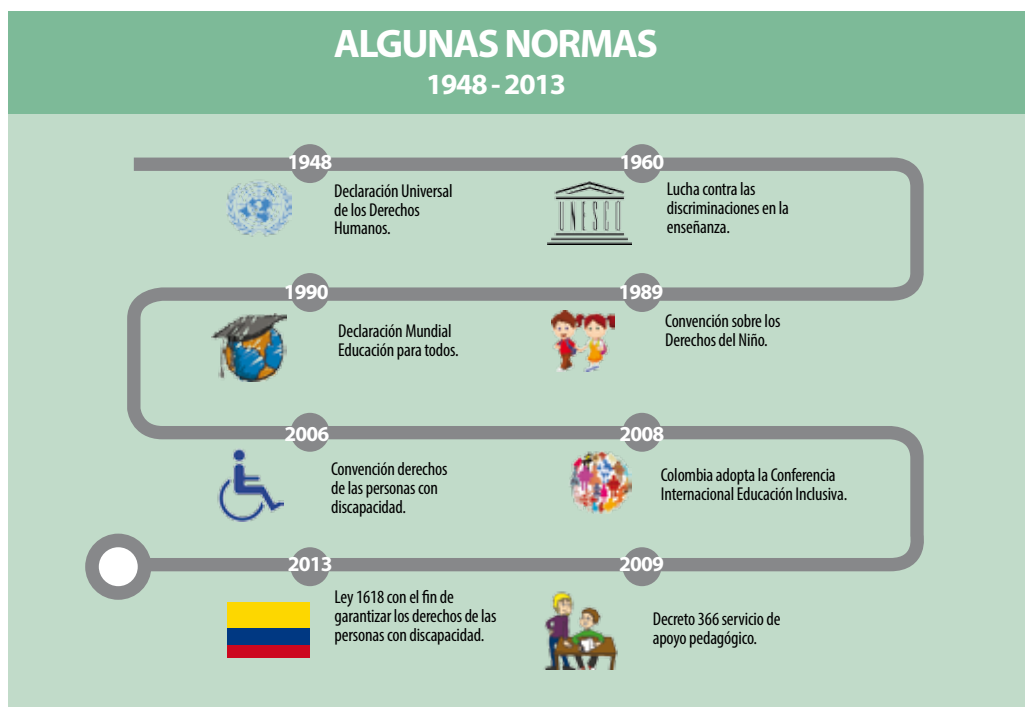 ALGUNAS NORMAS
1948 - 2013
1948
Declaración Universal
de los Derechos
Humanos.
1960
UNESCO
Lucha contra las
discriminaciones en la
enseñanza.
1990
Declaración Mundial
Educación para todos.
1989
Convención sobre los
Derechos del Niño.
2006
Convención derechos
de las personas con
discapacidad.
2008
Colombia adopta la Conferencia
Internacional Educación Inclusiva.
2013
Ley 1618 con el fin de
garantizar los derechos de las
personas con discapacidad.
2009
Decreto 366 servicio de
apoyo pedagógico.